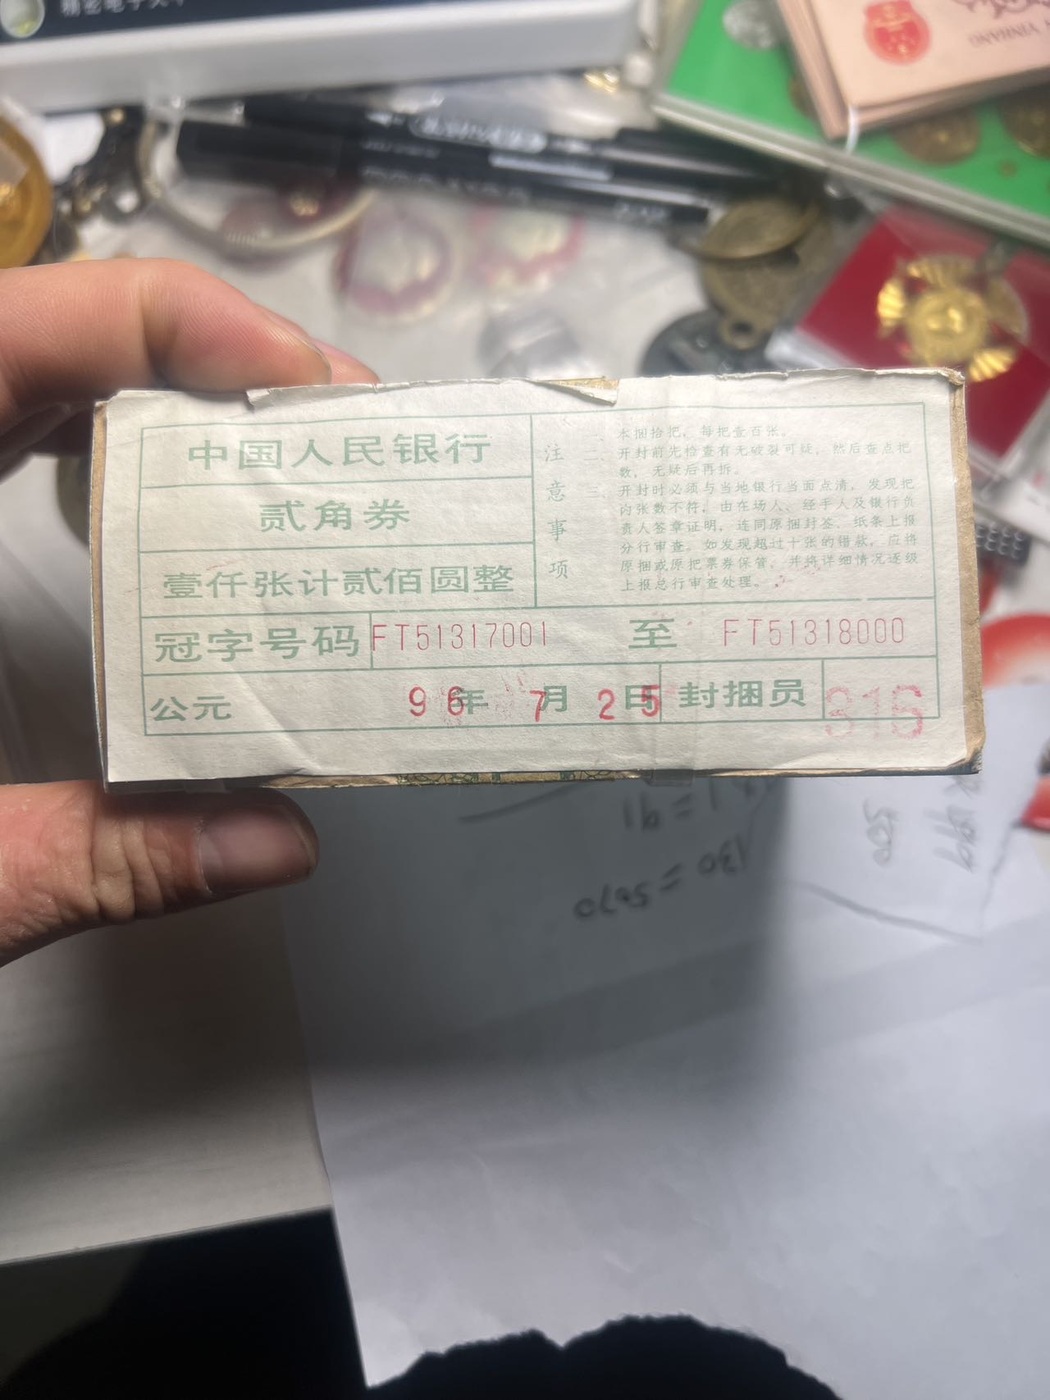 中国人民银行
贰角券
壹仟张计贰佰圆整
注意事项
本捆拾把，每把壹百张。
二、开封前先检查有无破裂可疑，然后查点把
数，无疑后再拆。
三、开封时必须与当地银行当面点清，发现把
内张数不符，由在场人、经手人及银行负
责人签章证明，连同原捆封签、纸条上报
分行审查。如发现超过十张的错款，应将
原捆或原把票券保管，并将详细情况逐级
上报总行审查处理。
冠字号码 FT51317001 至 FT51318000
公元 96年 7月 25日 封捆员 316
YINHANG
130 = 5070
= 91